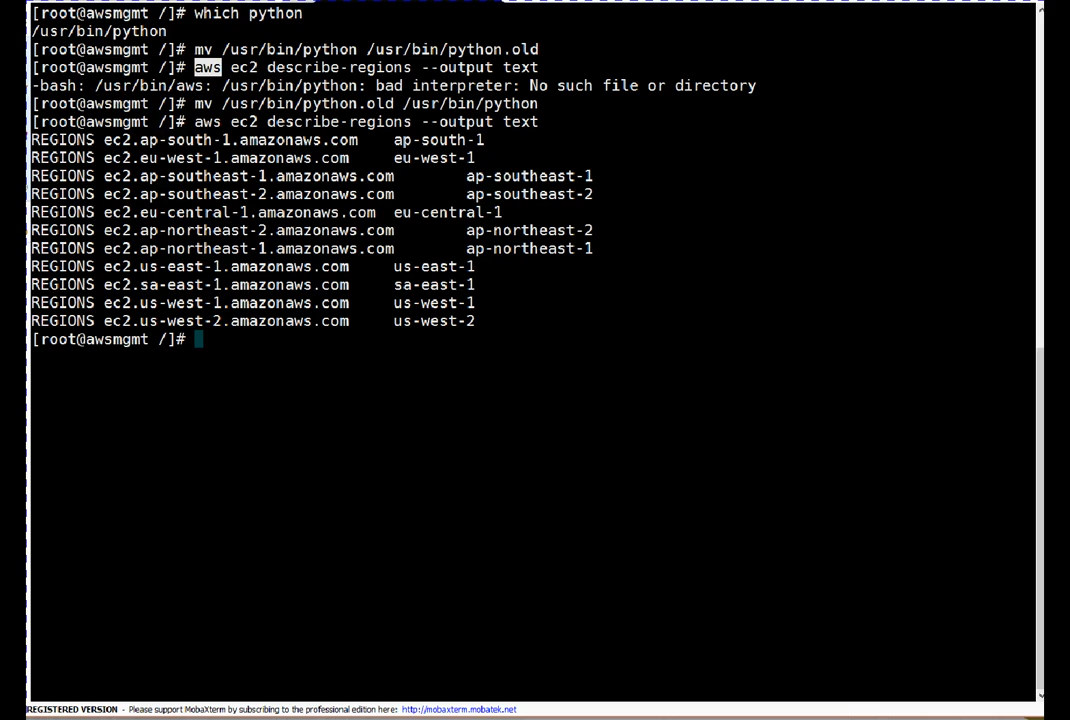 [root@awsmgmt /]# which python
/usr/bin/python
[root@awsmgmt /]# mv /usr/bin/python /usr/bin/python.old
[root@awsmgmt /]# aws ec2 describe-regions --output text
-bash: /usr/bin/aws: /usr/bin/python: bad interpreter: No such file or directory
[root@awsmgmt /]# mv /usr/bin/python.old /usr/bin/python
[root@awsmgmt /]# aws ec2 describe-regions --output text
REGIONS ec2.ap-south-1.amazonaws.com    ap-south-1
REGIONS ec2.eu-west-1.amazonaws.com     eu-west-1
REGIONS ec2.ap-southeast-1.amazonaws.com        ap-southeast-1
REGIONS ec2.ap-southeast-2.amazonaws.com        ap-southeast-2
REGIONS ec2.eu-central-1.amazonaws.com  eu-central-1
REGIONS ec2.ap-northeast-2.amazonaws.com        ap-northeast-2
REGIONS ec2.ap-northeast-1.amazonaws.com        ap-northeast-1
REGIONS ec2.us-east-1.amazonaws.com     us-east-1
REGIONS ec2.sa-east-1.amazonaws.com     sa-east-1
REGIONS ec2.us-west-1.amazonaws.com     us-west-1
REGIONS ec2.us-west-2.amazonaws.com     us-west-2
[root@awsmgmt /]#
REGISTERED VERSION - Please support MobaXterm by subscribing to the professional edition here: http://mobaxterm.mobatek.net